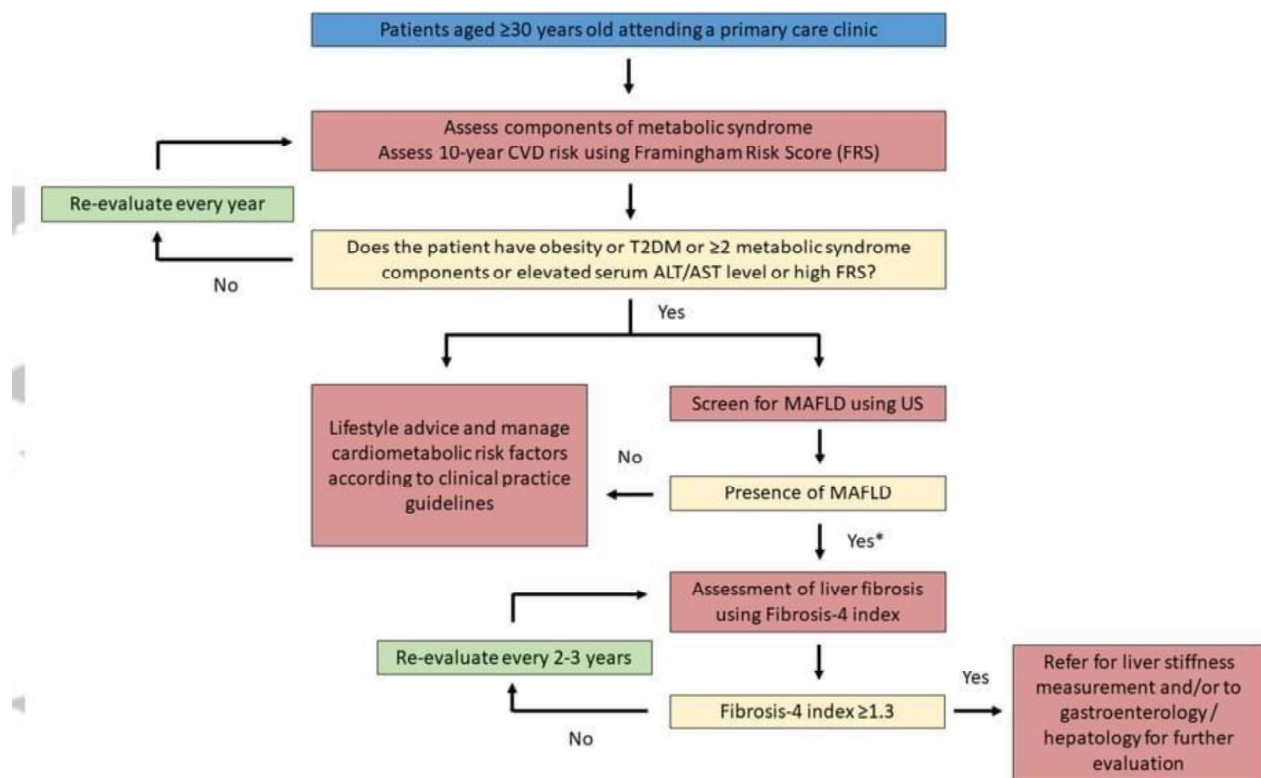 Patients aged ≥30 years old attending a primary care clinic
Assess components of metabolic syndrome
Assess 10-year CVD risk using Framingham Risk Score (FRS)
Re-evaluate every year
Does the patient have obesity or T2DM or ≥2 metabolic syndrome
components or elevated serum ALT/AST level or high FRS?
No
Yes
Lifestyle advice and manage
cardiometabolic risk factors
according to clinical practice
guidelines
Screen for MAFLD using US
No
Presence of MAFLD
Yes*
Assessment of liver fibrosis
using Fibrosis-4 index
Re-evaluate every 2-3 years
Fibrosis-4 index ≥1.3
No
Yes
Refer for liver stiffness
measurement and/or to
gastroenterology /
hepatology for further
evaluation